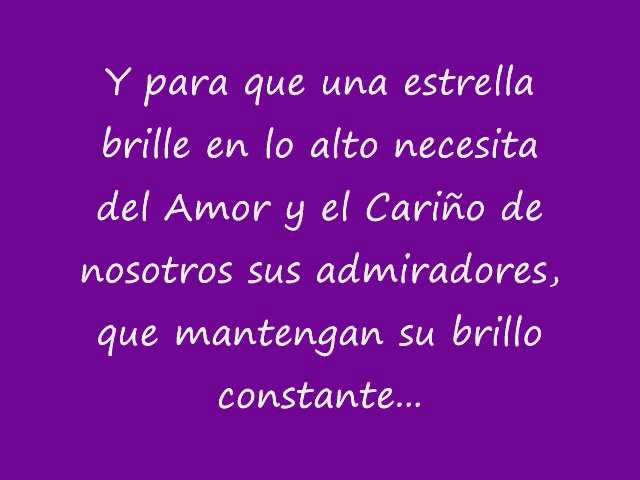 Y para que una estrella
brille en lo alto necesita
del Amor y el Cariño de
nosotros sus admiradores,
que mantengan su brillo
constante...